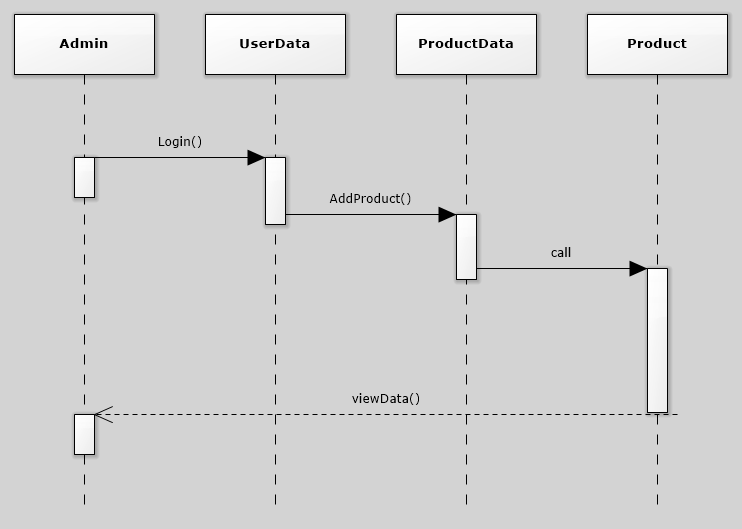 Admin
UserData
ProductData
Product
Login()
AddProduct()
call
viewData()